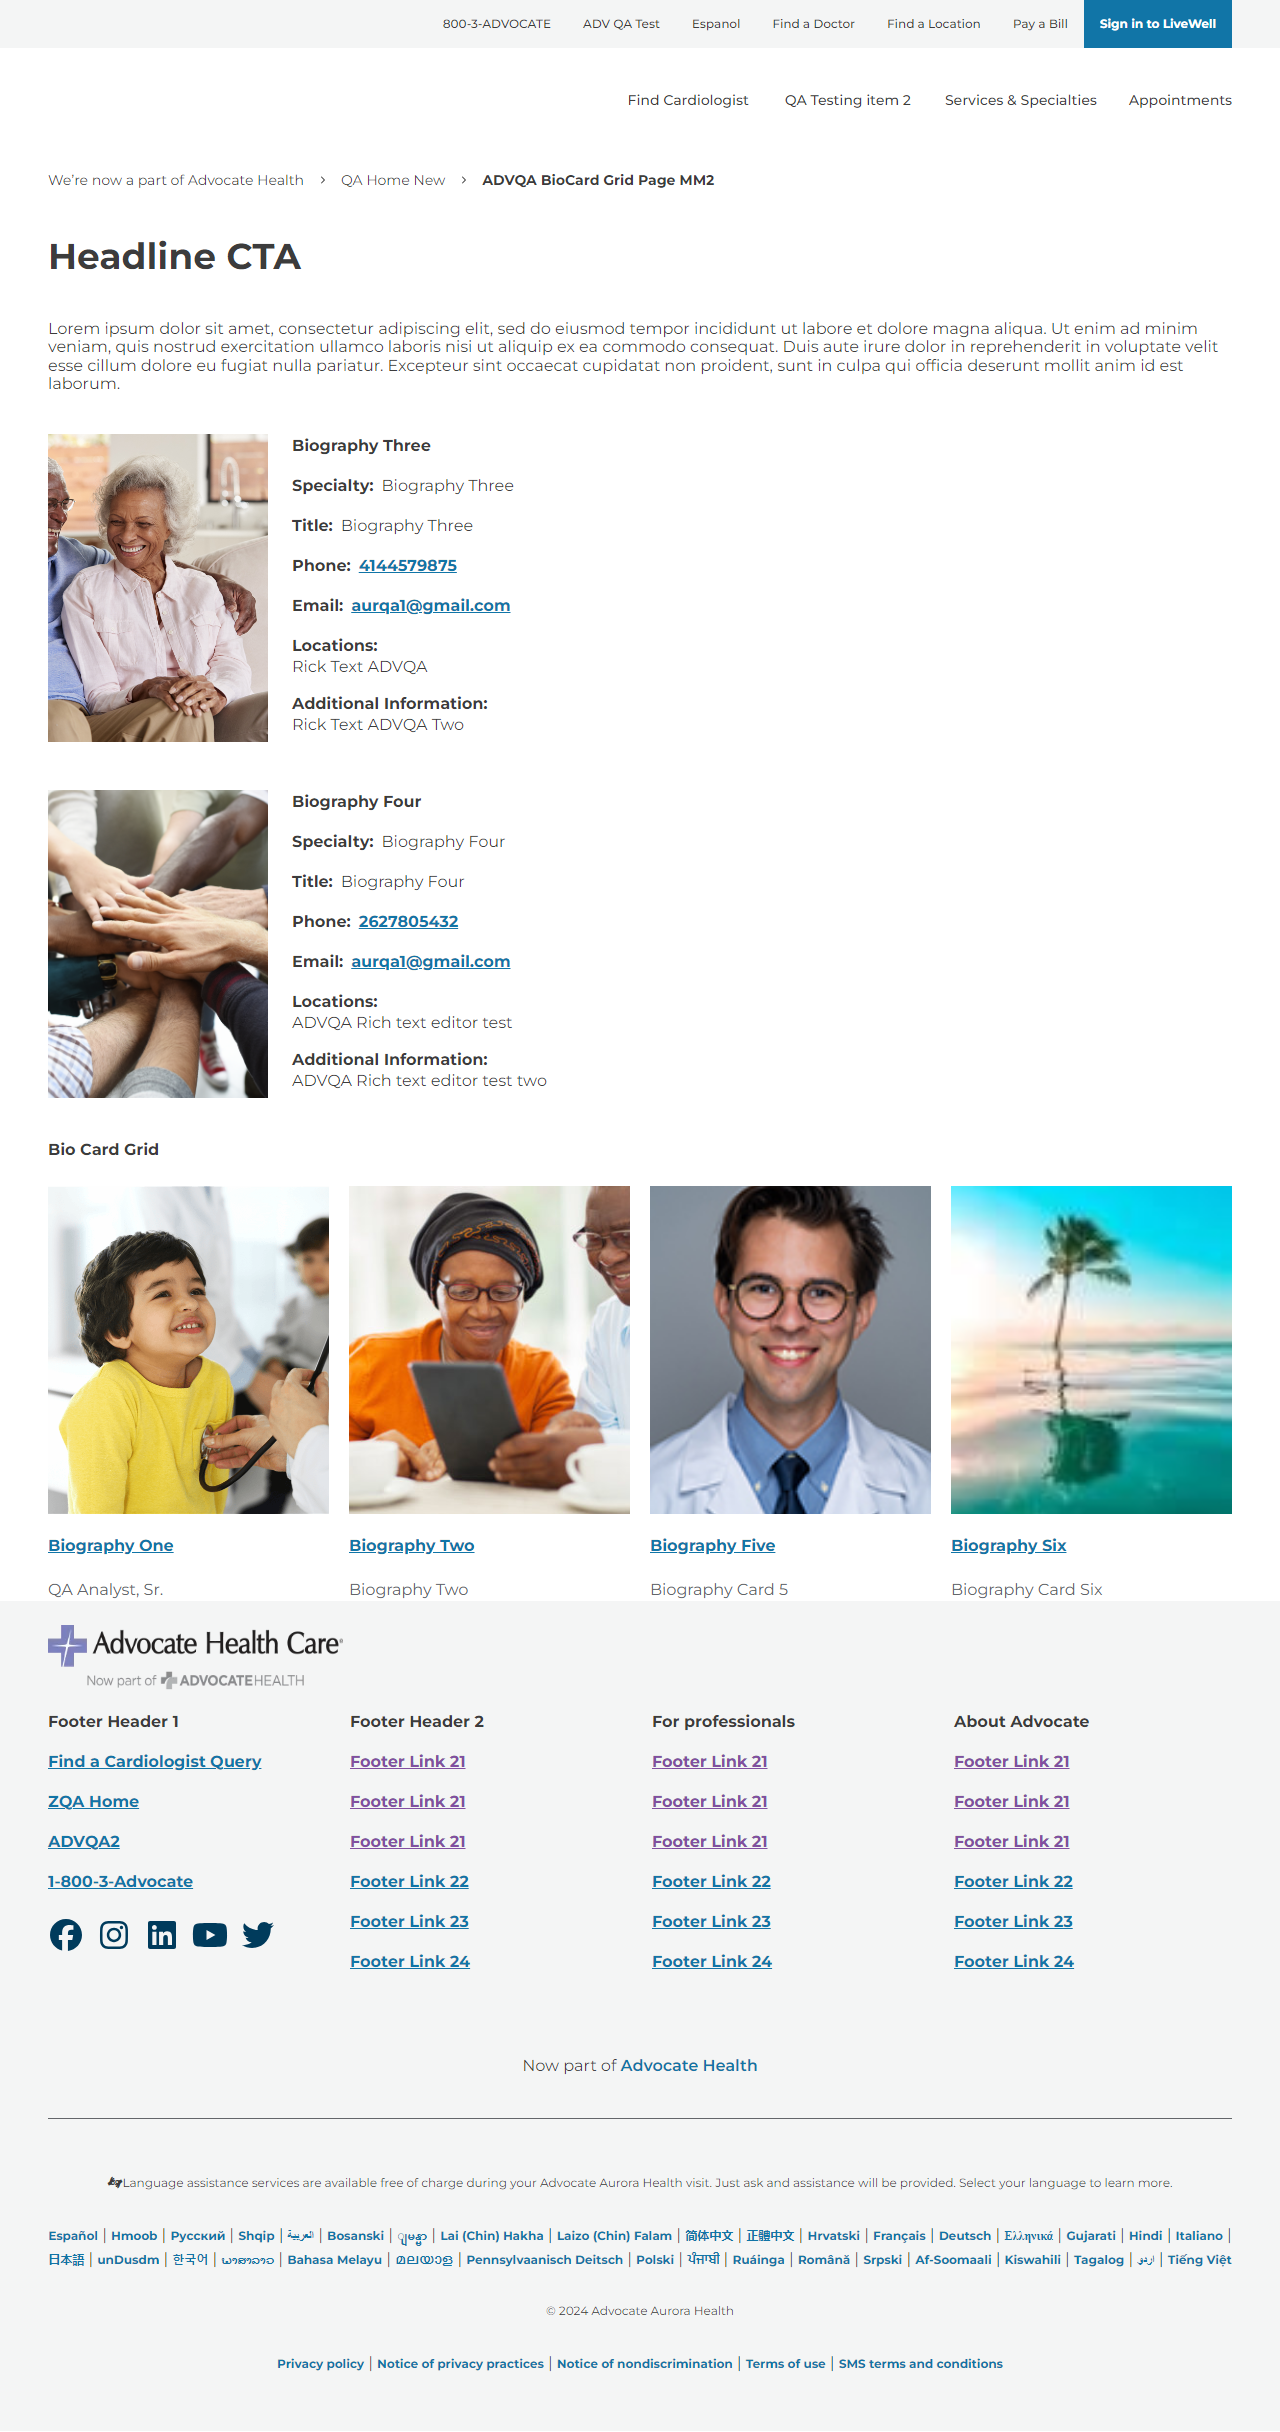 800-3-ADVOCATE ADV QA Test Espanol Find a Doctor Find a Location Pay a Bill Sign in to LiveWell
Find Cardiologist QA Testing item 2 Services & Specialties Appointments
We’re now a part of Advocate Health > QA Home New > ADVQA BioCard Grid Page MM2
Headline CTA
Lorem ipsum dolor sit amet, consectetur adipiscing elit, sed do eiusmod tempor incididunt ut labore et dolore magna aliqua. Ut enim ad minim
veniam, quis nostrud exercitation ullamco laboris nisi ut aliquip ex ea commodo consequat. Duis aute irure dolor in reprehenderit in voluptate velit
esse cillum dolore eu fugiat nulla pariatur. Excepteur sint occaecat cupidatat non proident, sunt in culpa qui officia deserunt mollit anim id est
laborum.
Biography Three
Specialty: Biography Three
Title: Biography Three
Phone: 4144579875
Email: aurqa1@gmail.com
Locations:
Rick Text ADVQA
Additional Information:
Rick Text ADVQA Two
Biography Four
Specialty: Biography Four
Title: Biography Four
Phone: 2627805432
Email: aurqa1@gmail.com
Locations:
ADVQA Rich text editor test
Additional Information:
ADVQA Rich text editor test two
Bio Card Grid
Biography One Biography Two Biography Five Biography Six
QA Analyst, Sr. Biography Two Biography Card 5 Biography Card Six
Advocate Health Care®
Now part of ADVOCATEHEALTH
Footer Header 1 Footer Header 2 For professionals About Advocate
Find a Cardiologist Query Footer Link 21 Footer Link 21 Footer Link 21
ZQA Home Footer Link 21 Footer Link 21 Footer Link 21
ADVQA2 Footer Link 21 Footer Link 21 Footer Link 21
1-800-3-Advocate Footer Link 22 Footer Link 22 Footer Link 22
Footer Link 23 Footer Link 23 Footer Link 23
Footer Link 24 Footer Link 24 Footer Link 24
Now part of Advocate Health
Language assistance services are available free of charge during your Advocate Aurora Health visit. Just ask and assistance will be provided. Select your language to learn more.
Español | Hmoob | Русский | Shqip | العربية | Bosanski | | Lai (Chin) Hakha | Laizo (Chin) Falam | 简体中文 | 正體中文 | Hrvatski | Français | Deutsch | Ελληνικά | Gujarati | Hindi | Italiano |
日本語 | unDusdm | 한국어 | ພາສາລາວ | Bahasa Melayu | മലയാള | Pennsylvaanisch Deitsch | Polski | ਪੰਜਾਬੀ | Ruáinga | Română | Srpski | Af-Soomaali | Kiswahili | Tagalog | اردو | Tiếng Việt
© 2024 Advocate Aurora Health
Privacy policy | Notice of privacy practices | Notice of nondiscrimination | Terms of use | SMS terms and conditions